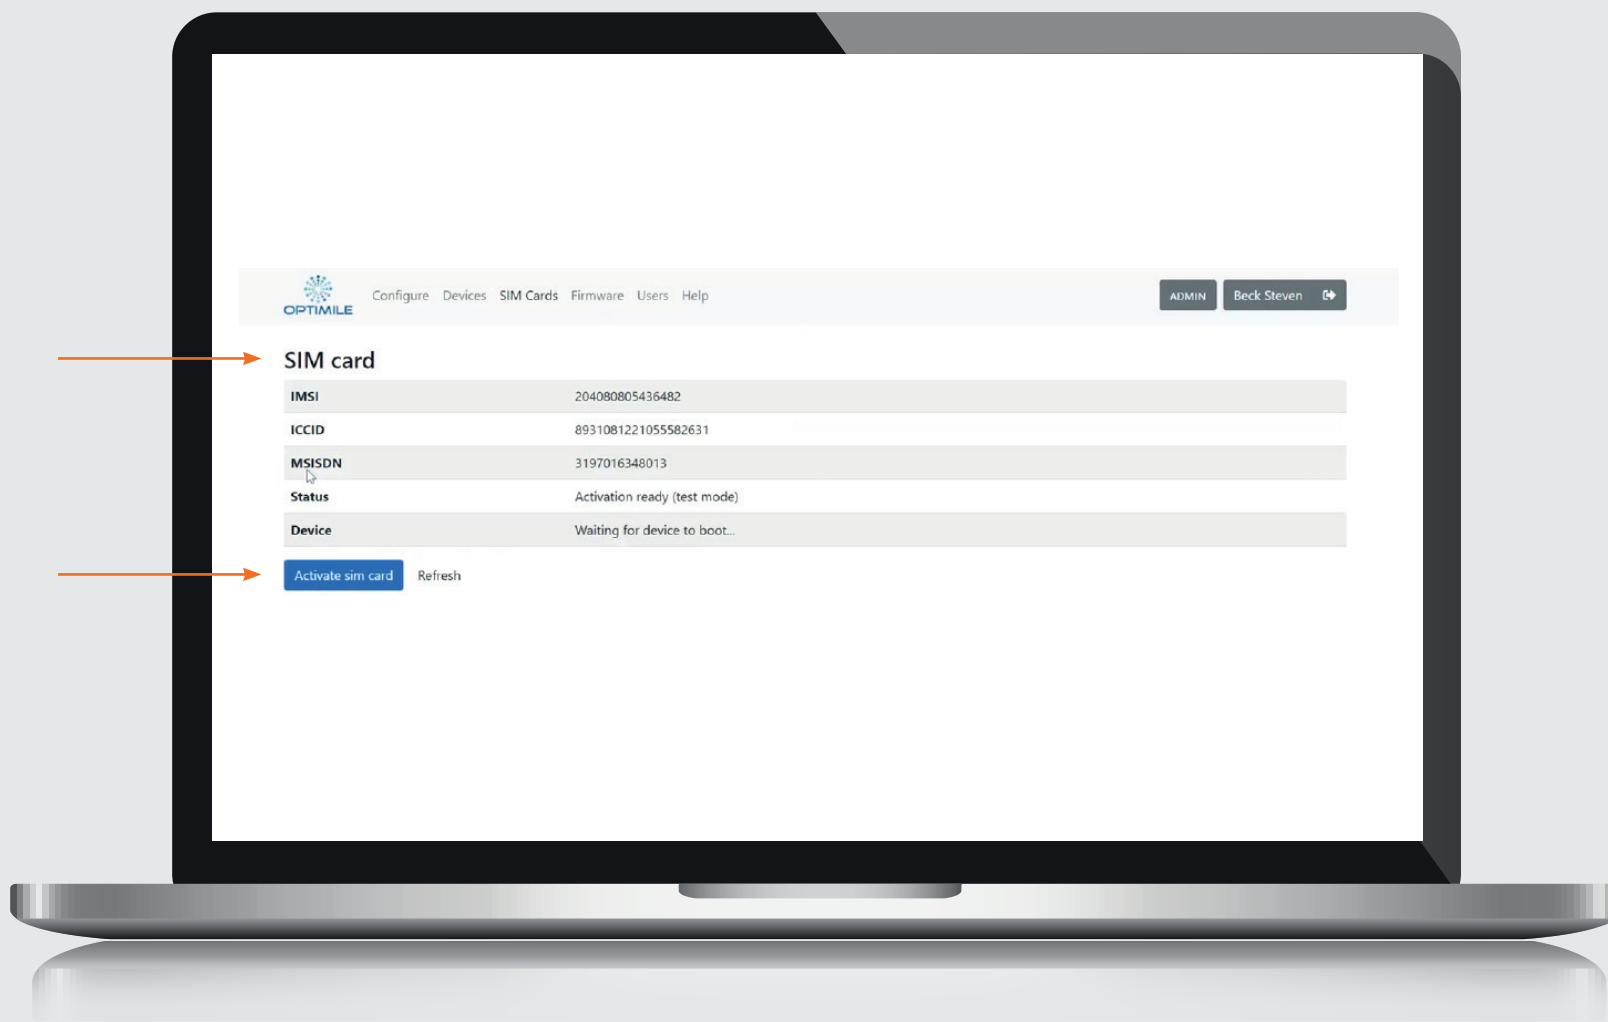 OPTIMILE Configure Devices SIM Cards Firmware Users Help ADMIN Beck Steven
SIM card
IMSI 204080805436482
ICCID 8931081221055582631
MSISDN 3197016348013
Status Activation ready (test mode)
Device Waiting for device to boot...
Activate sim card Refresh